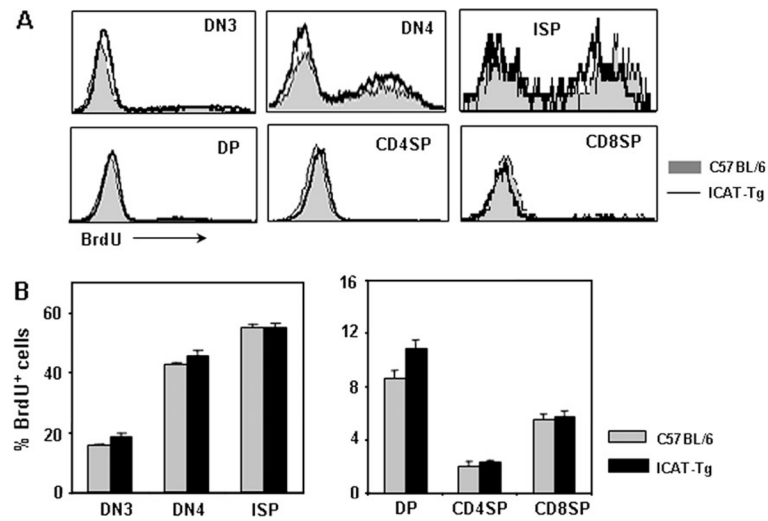 A
DN3
DN4
ISP
DP
CD4SP
CD8SP
C57BL/6
ICAT-Tg
BrdU
B
% BrdU+ cells
60
40
20
0
DN3
DN4
ISP
16
12
8
4
0
DP
CD4SP
CD8SP
C57BL/6
ICAT-Tg